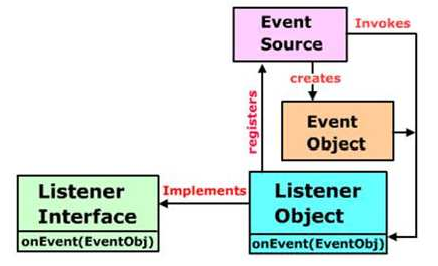 Event
Source
Invokes
creates
registers
Event
Object
Listener
Interface
onEvent(EventObj)
Implements
Listener
Object
onEvent(EventObj)